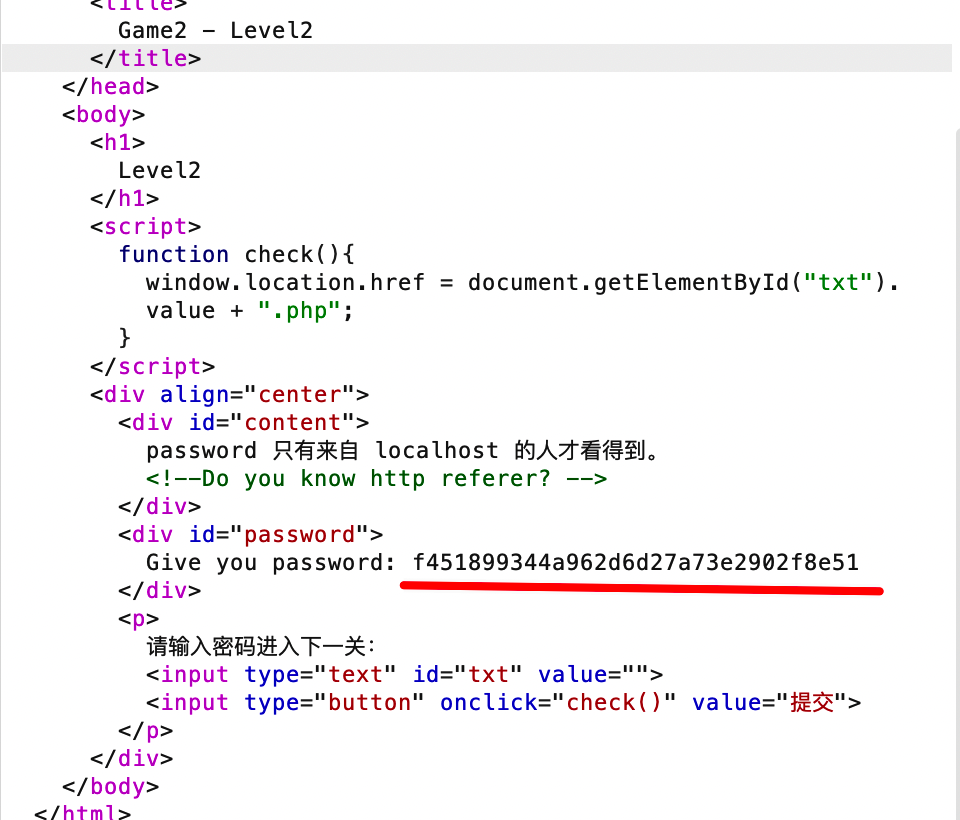 <title>
Game2 - Level2
</title>
</head>
<body>
<h1>
Level2
</h1>
<script>
function check(){
window.location.href = document.getElementById("txt").
value + ".php";
}
</script>
<div align="center">
<div id="content">
password 只有来自 localhost 的人才看得到。
<!--Do you know http referer? -->
</div>
<div id="password">
Give you password: f451899344a962d6d27a73e2902f8e51
</div>
<p>
请输入密码进入下一关：
<input type="text" id="txt" value="">
<input type="button" onclick="check()" value="提交">
</p>
</div>
</body>
</html>